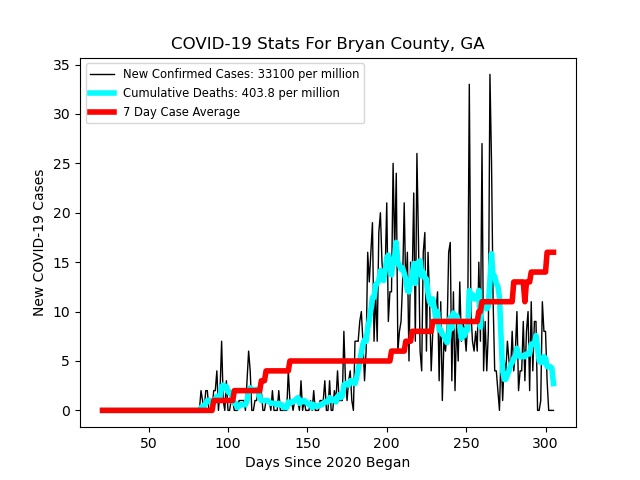 COVID-19 Stats For Bryan County, GA
New Confirmed Cases: 33100 per million
Cumulative Deaths: 403.8 per million
7 Day Case Average
35
30
25
20
15
10
5
0
New COVID-19 Cases
50 100 150 200 250 300
Days Since 2020 Began